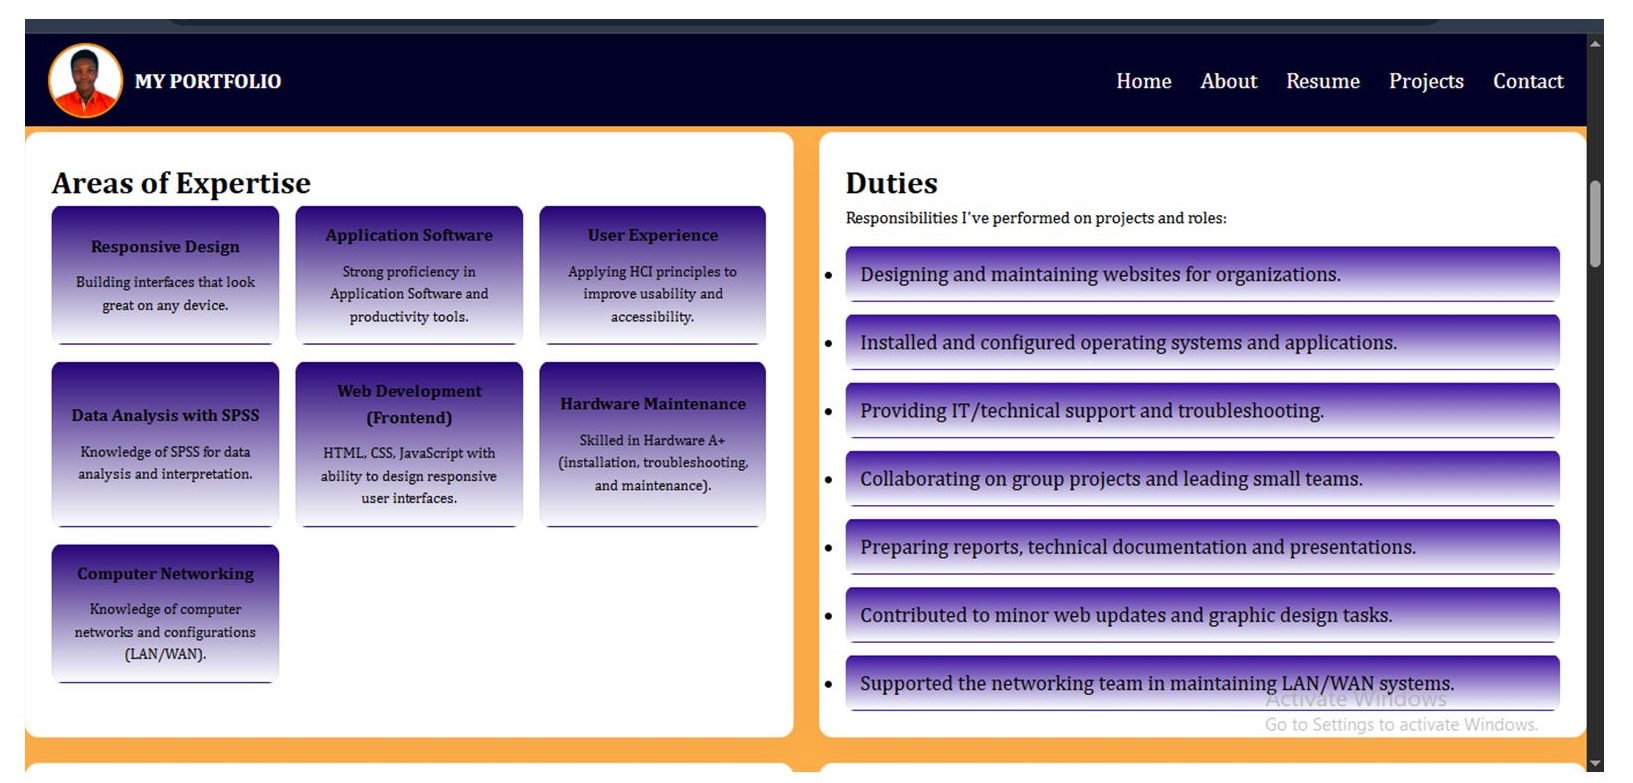 MY PORTFOLIO
Home About Resume Projects Contact
Areas of Expertise
Responsive Design
Building interfaces that look
great on any device.
Application Software
Strong proficiency in
Application Software and
productivity tools.
User Experience
Applying HCI principles to
improve usability and
accessibility.
Data Analysis with SPSS
Knowledge of SPSS for data
analysis and interpretation.
Web Development
(Frontend)
HTML, CSS, JavaScript with
ability to design responsive
user interfaces.
Hardware Maintenance
Skilled in Hardware A+
(installation, troubleshooting,
and maintenance).
Computer Networking
Knowledge of computer
networks and configurations
(LAN/WAN).
Duties
Responsibilities I've performed on projects and roles:
Designing and maintaining websites for organizations.
Installed and configured operating systems and applications.
Providing IT/technical support and troubleshooting.
Collaborating on group projects and leading small teams.
Preparing reports, technical documentation and presentations.
Contributed to minor web updates and graphic design tasks.
Supported the networking team in maintaining LAN/WAN systems.
Activate Windows
Go to Settings to activate Windows.